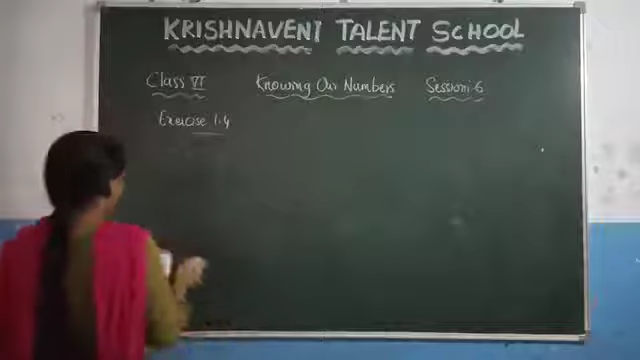 KRISHNAVENI TALENT SCHOOL
Class VI Knowing Our Numbers Session:-6
Exercise 1.4